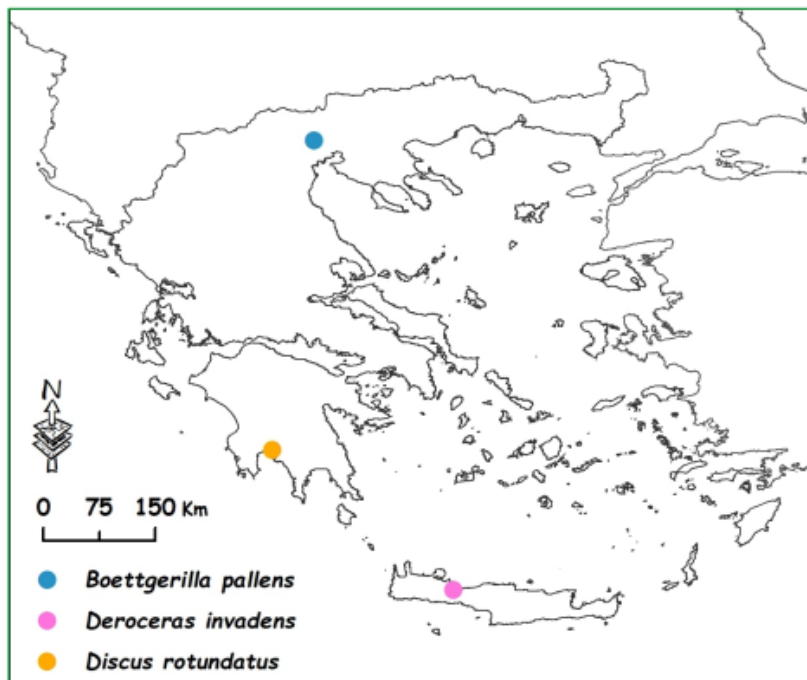 N
0 75 150 Km
Boettgerilla pallens
Deroceras invadens
Discus rotundatus